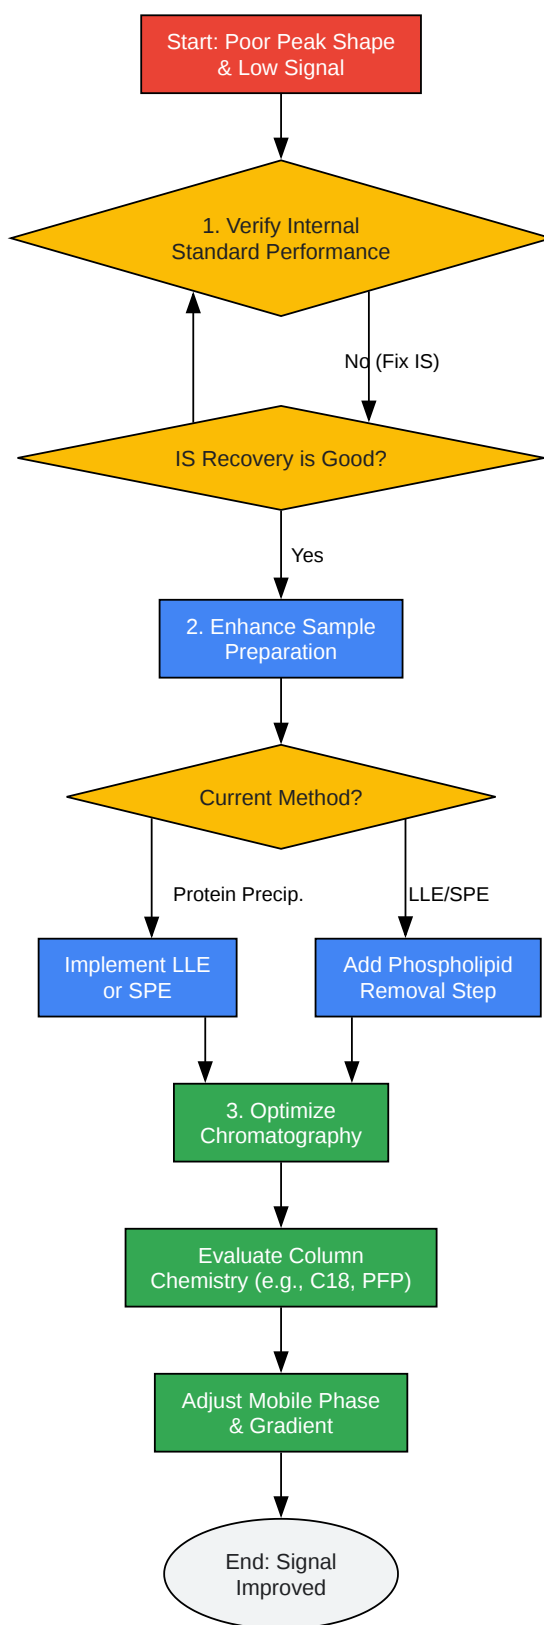 Start: Poor Peak Shape
& Low Signal
1. Verify Internal
Standard Performance
No (Fix IS)
IS Recovery is Good?
Yes
2. Enhance Sample
Preparation
Current Method?
Protein Precip.
LLE/SPE
Implement LLE
or SPE
Add Phospholipid
Removal Step
3. Optimize
Chromatography
Evaluate Column
Chemistry (e.g., C18, PFP)
Adjust Mobile Phase
& Gradient
End: Signal
Improved